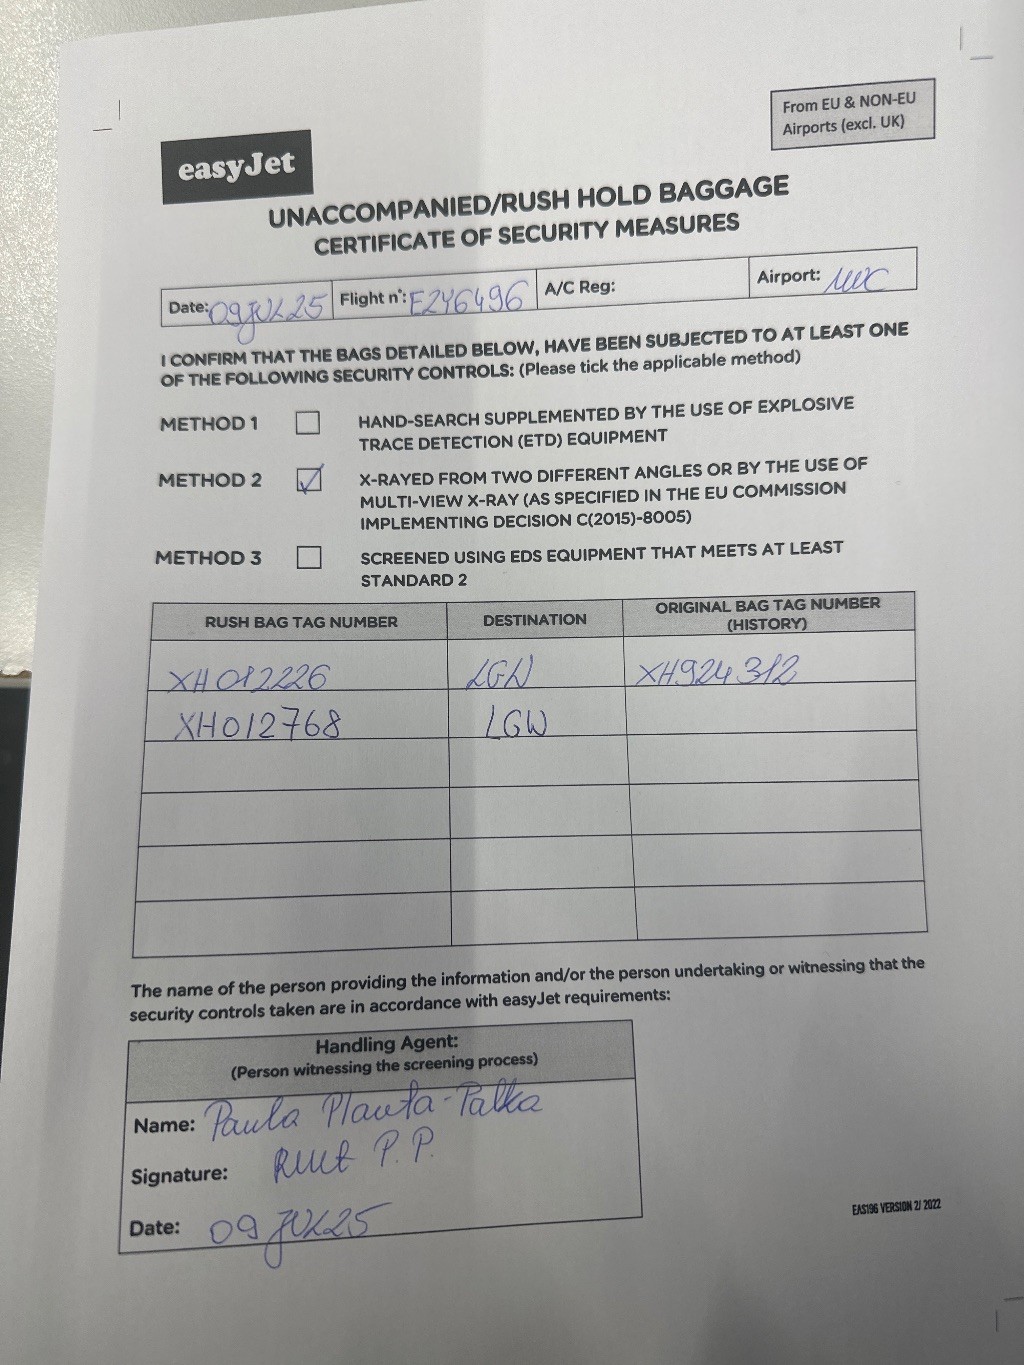 From EU & NON-EU
Airports (excl. UK)
easyJet
UNACCOMPANIED/RUSH HOLD BAGGAGE
CERTIFICATE OF SECURITY MEASURES
Date: 09JUL25 Flight n°: EZY6496 A/C Reg: Airport: MUC
I CONFIRM THAT THE BAGS DETAILED BELOW, HAVE BEEN SUBJECTED TO AT LEAST ONE
OF THE FOLLOWING SECURITY CONTROLS: (Please tick the applicable method)
METHOD 1 HAND-SEARCH SUPPLEMENTED BY THE USE OF EXPLOSIVE
TRACE DETECTION (ETD) EQUIPMENT
METHOD 2 X-RAYED FROM TWO DIFFERENT ANGLES OR BY THE USE OF
MULTI-VIEW X-RAY (AS SPECIFIED IN THE EU COMMISSION
IMPLEMENTING DECISION C(2015)-8005)
METHOD 3 SCREENED USING EDS EQUIPMENT THAT MEETS AT LEAST
STANDARD 2
RUSH BAG TAG NUMBER DESTINATION ORIGINAL BAG TAG NUMBER
(HISTORY)
XH012226 LGW XH924312
XH012768 LGW
The name of the person providing the information and/or the person undertaking or witnessing that the
security controls taken are in accordance with easyJet requirements:
Handling Agent:
(Person witnessing the screening process)
Name: Paula Plauta-Palka
Signature: P.P.
Date: 09JUL25
EAS196 VERSION 2/ 2022